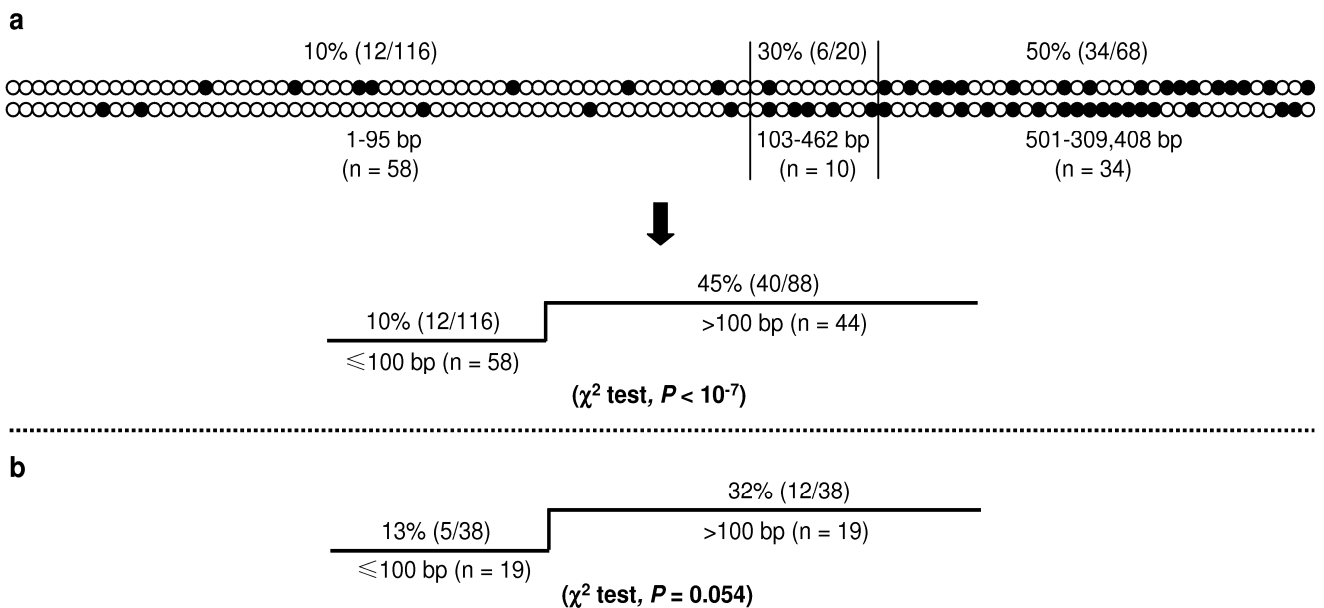 a
10% (12/116) 30% (6/20) 50% (34/68)
1-95 bp 103-462 bp 501-309,408 bp
(n = 58) (n = 10) (n = 34)
45% (40/88)
10% (12/116) >100 bp (n = 44)
≤100 bp (n = 58)
(χ² test, P < 10⁻⁷)
b
32% (12/38)
13% (5/38) >100 bp (n = 19)
≤100 bp (n = 19)
(χ² test, P = 0.054)